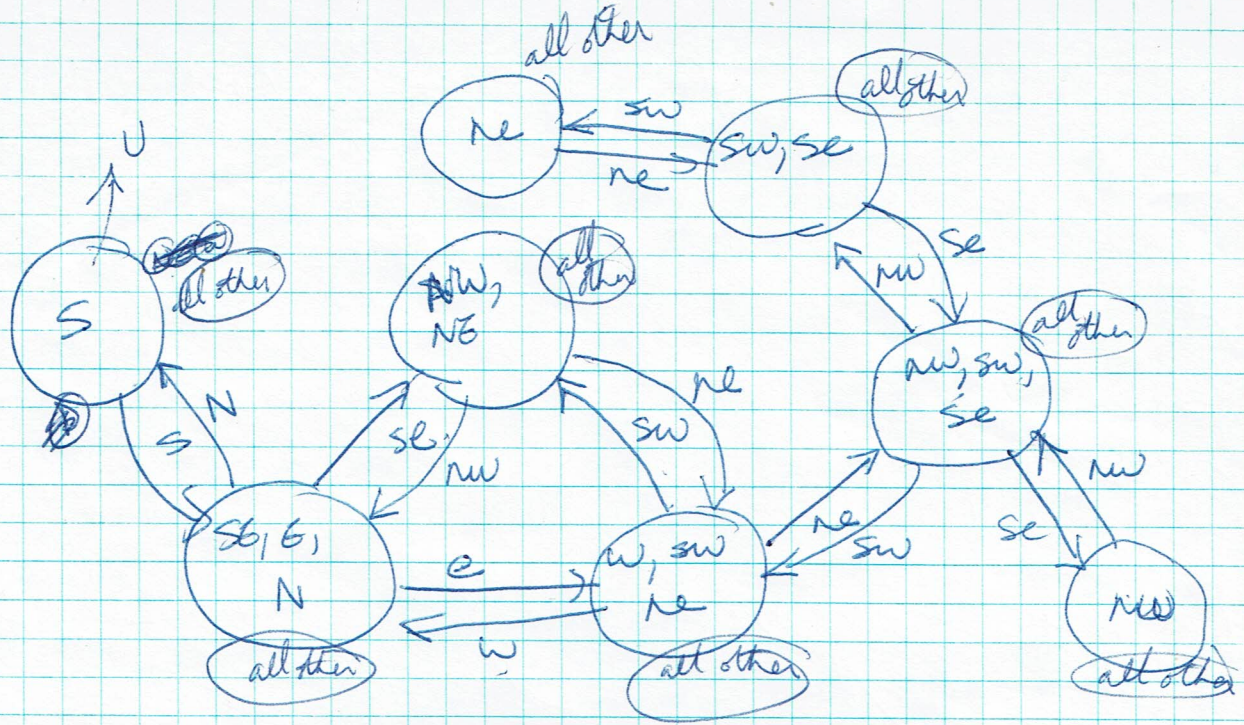 all other
ne
sw
ne
sw, se
all other
U
S
all other
NW,
NE
all
other
se
nw
nw, sw,
se
all
other
S
N
se
nw
ne
sw
SE, E,
N
all other
e
w
w, sw
ne
all other
ne
sw
se
nw
nw
all other